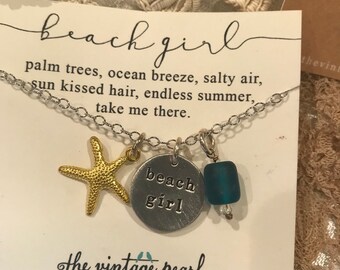 beach girl
palm trees, ocean breeze, salty air,
sun kissed hair, endless summer,
take me there.
beach
girl
the vintage pearl